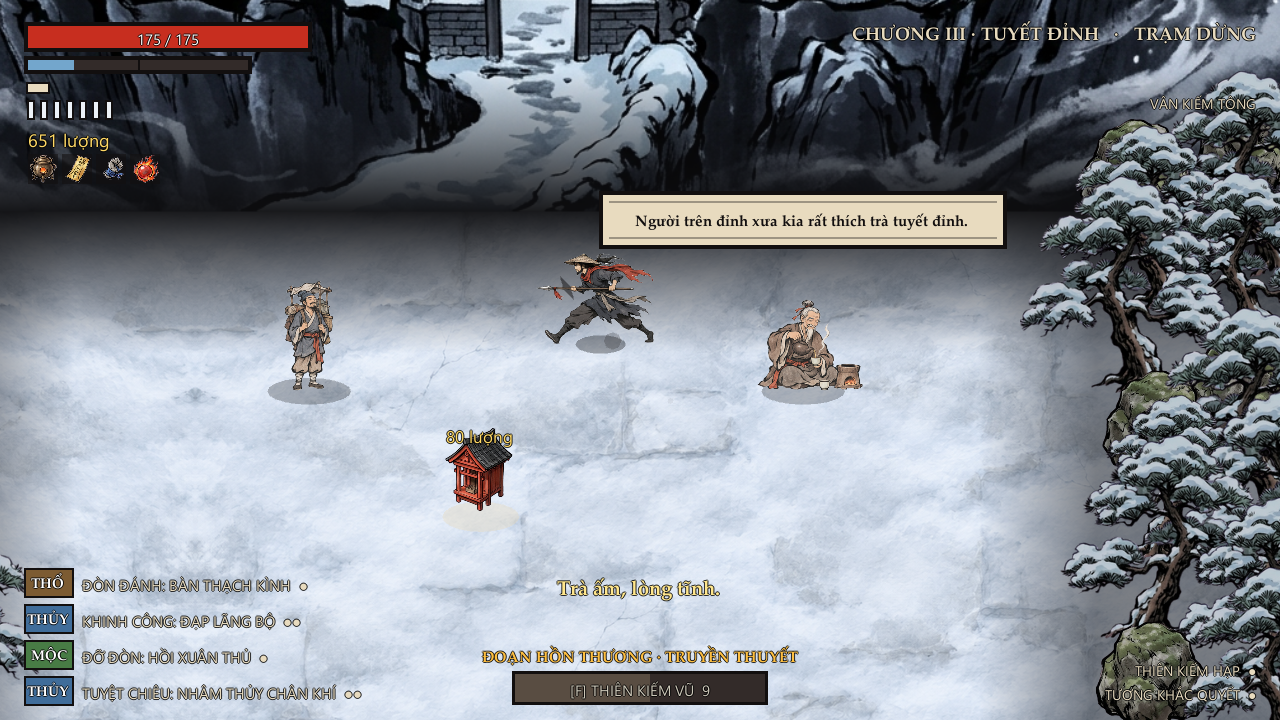 175 / 175
CHƯƠNG III · TUYẾT ĐỈNH · TRẠM DỪNG
VÂN KIẾM TÔNG
651 lượng
Người trên đỉnh xưa kia rất thích trà tuyết đỉnh.
80 lượng
Trà ấm, lòng tĩnh.
THỔ ĐÒN ĐÁNH: BÀN THẠCH KÌNH
THỦY KHINH CÔNG: ĐẠP LÃNG BỘ
MỘC ĐỠ ĐÒN: HỒI XUÂN THỦ
THỦY TUYỆT CHIÊU: NHÂM THỦY CHÂN KHÍ
ĐOẠN HỒN THƯƠNG · TRUYỀN THUYẾT
[F] THIÊN KIẾM VŨ 9
THIÊN KIẾM HẠP
TƯƠNG KHẮC QUYẾT